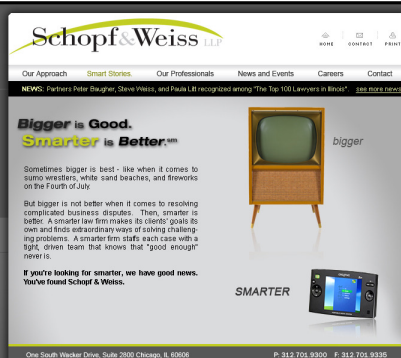 Schopf&Weiss LLP
HOME CONTACT PRINT
Our Approach Smart Stories. Our Professionals News and Events Careers Contact
NEWS: Partners Peter Baugher, Steve Weiss, and Paula Litt recognized among "The Top 100 Lawyers in Illinois". see more news
Bigger is Good.
Smarter is Better.sm
bigger
Sometimes bigger is best - like when it comes to
sumo wrestlers, white sand beaches, and fireworks
on the Fourth of July.
But bigger is not better when it comes to resolving
complicated business disputes. Then, smarter is
better. A smarter law firm makes its clients' goals its
own and finds extraordinary ways of solving challeng-
ing problems. A smarter firm staffs each case with a
tight, driven team that knows that "good enough"
never is.
If you're looking for smarter, we have good news.
You've found Schopf & Weiss.
SMARTER
One South Wacker Drive, Suite 2800 Chicago, IL 60606 P: 312.701.9300 F: 312.701.9335